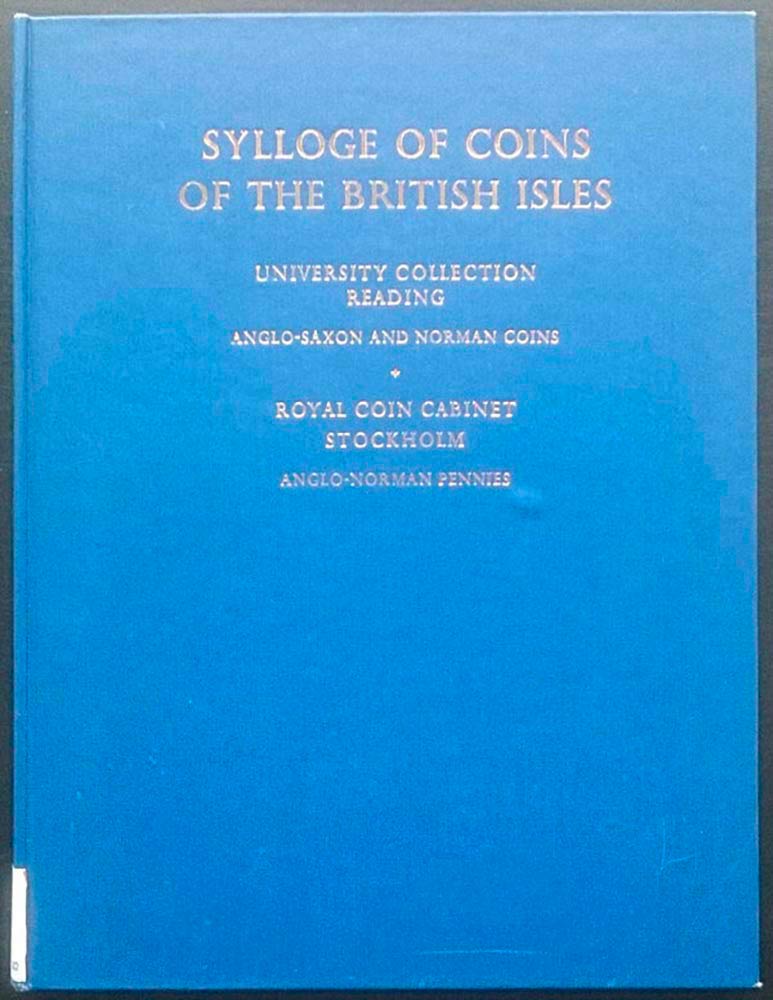 SYLLOGE OF COINS
OF THE BRITISH ISLES
UNIVERSITY COLLECTION
READING
ANGLO-SAXON AND NORMAN COINS
ROYAL COIN CABINET
STOCKHOLM
ANGLO-NORMAN PENNIES